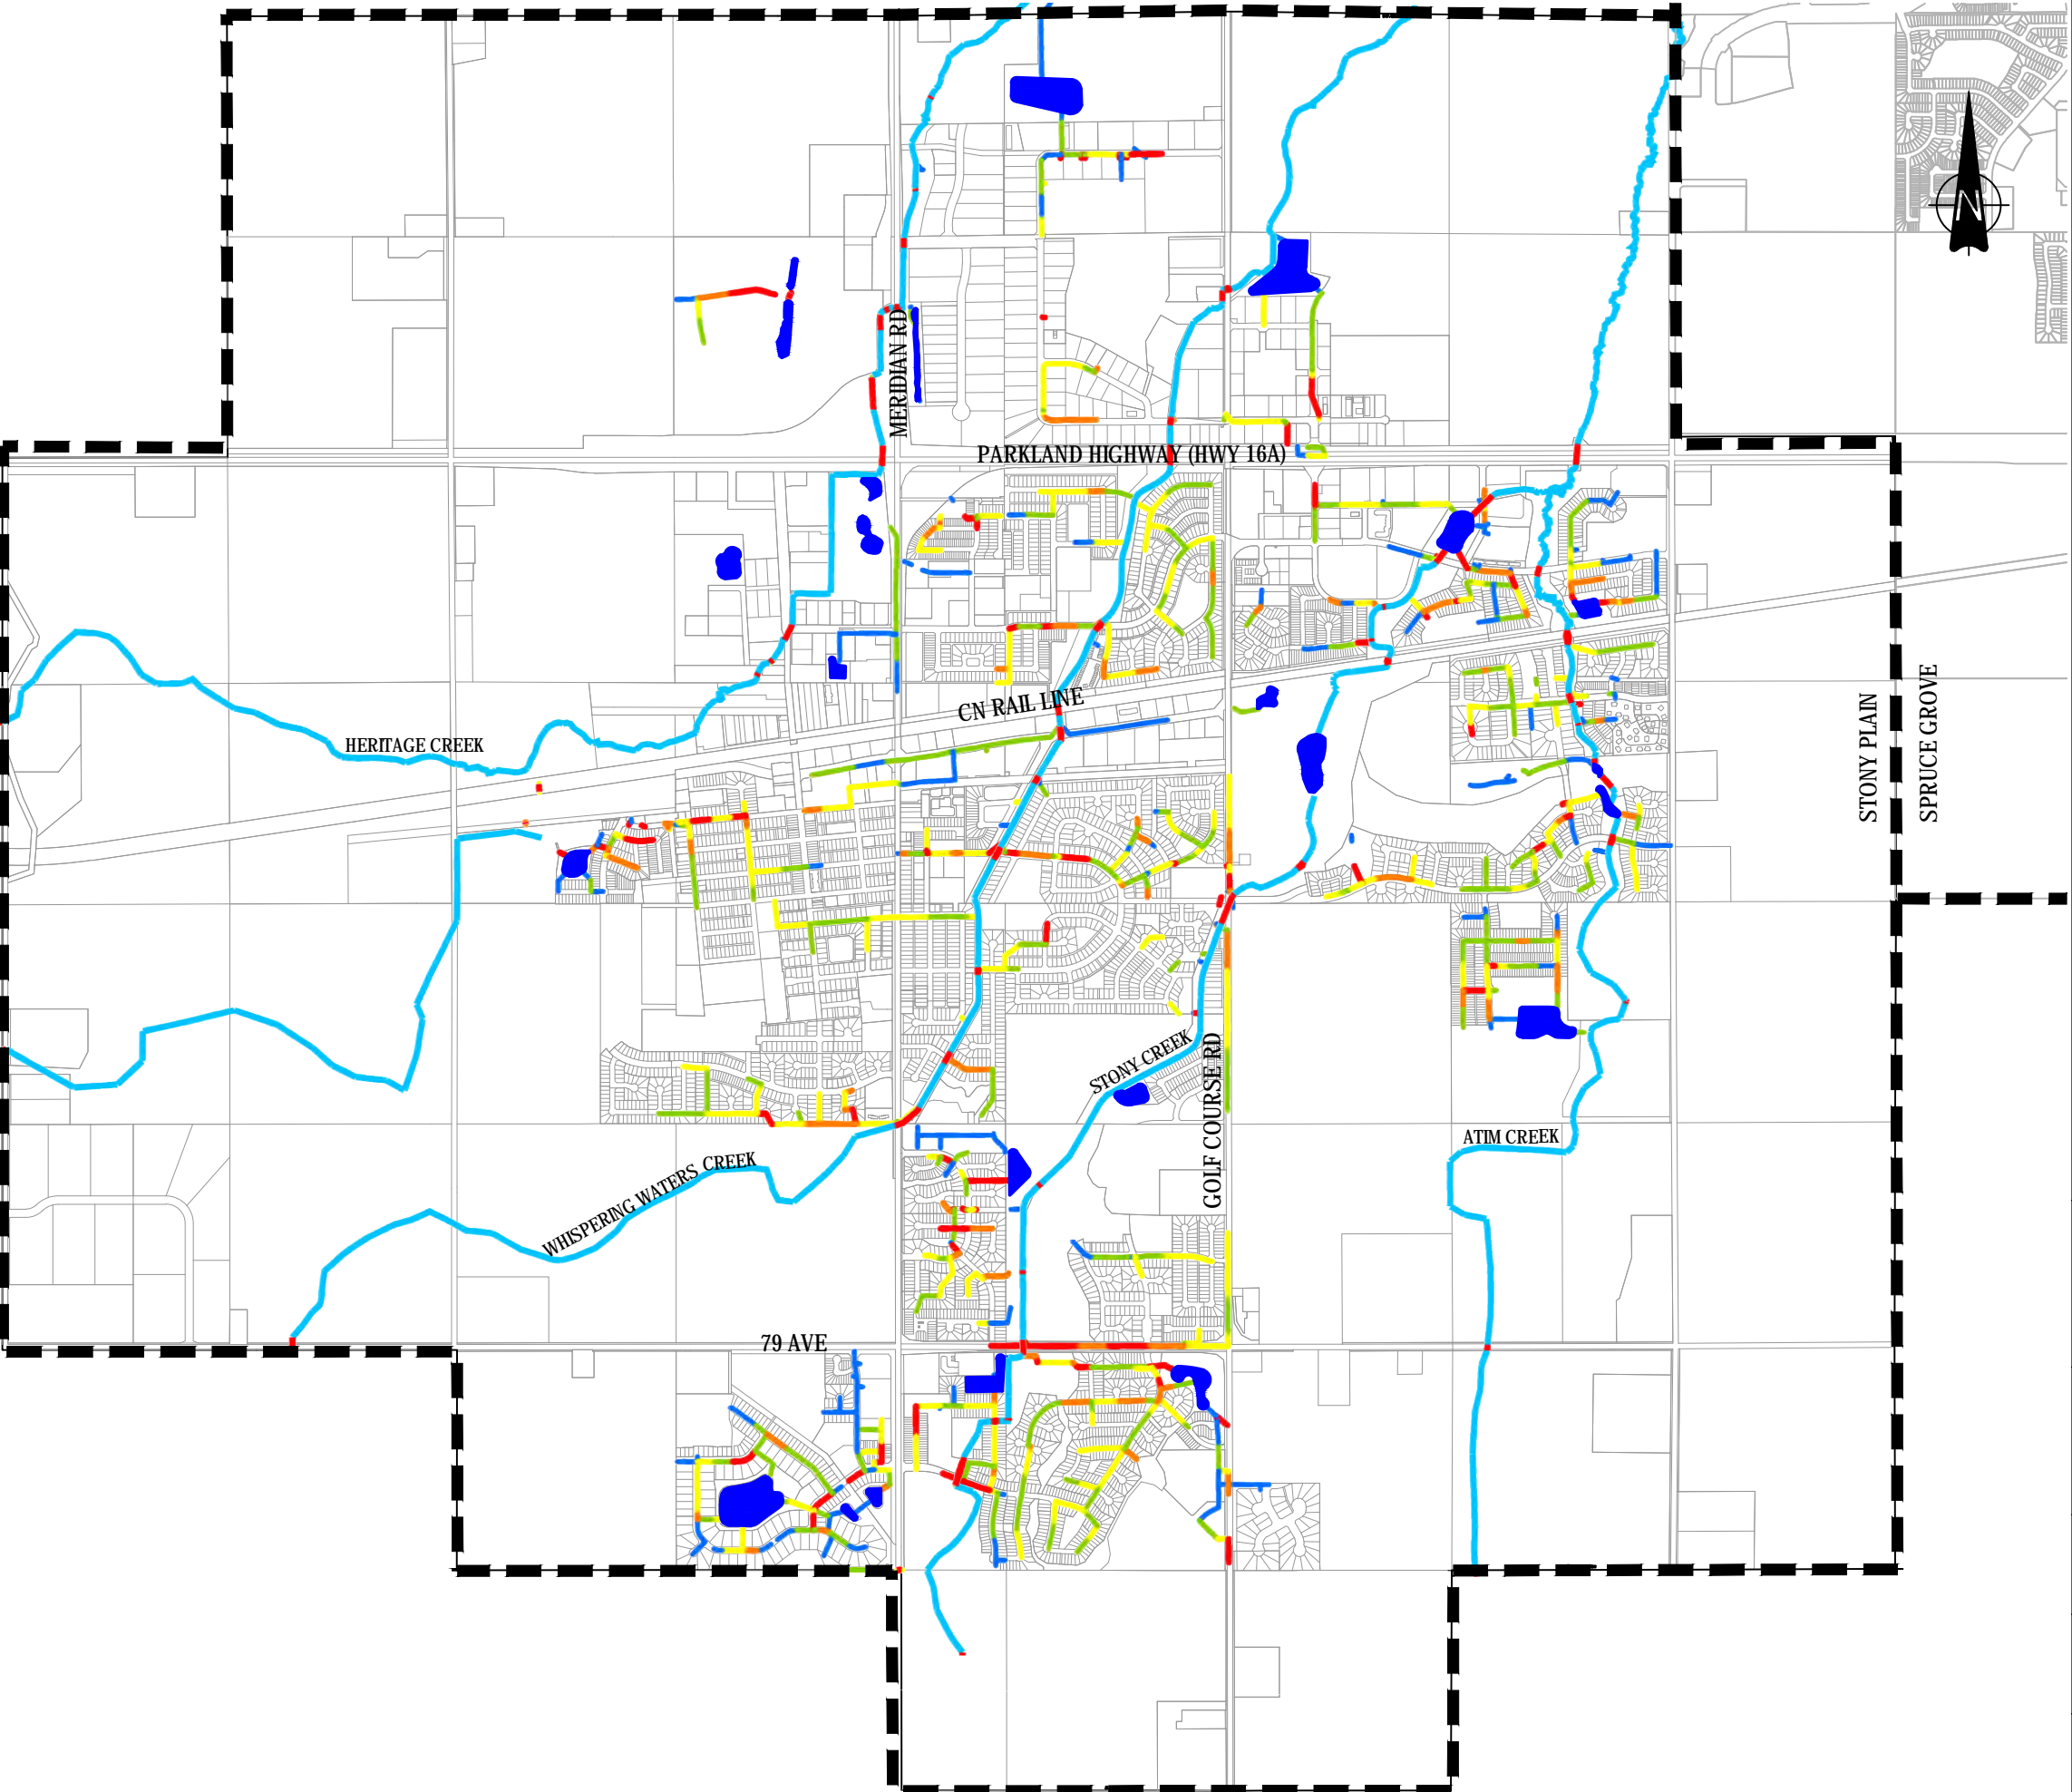 N
MERIDIAN RD
PARKLAND HIGHWAY (HWY 16A)
CN RAIL LINE
HERITAGE CREEK
STONY PLAIN
SPRUCE GROVE
STONY CREEK
GOLF COURSE RD
ATIM CREEK
WHISPERING WATERS CREEK
79 AVE